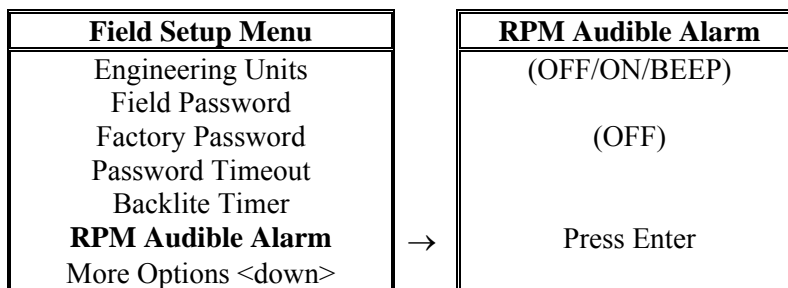 Field Setup Menu
Engineering Units
Field Password
Factory Password
Password Timeout
Backlite Timer
RPM Audible Alarm
More Options <down>
→
RPM Audible Alarm
(OFF/ON/BEEP)
(OFF)
Press Enter